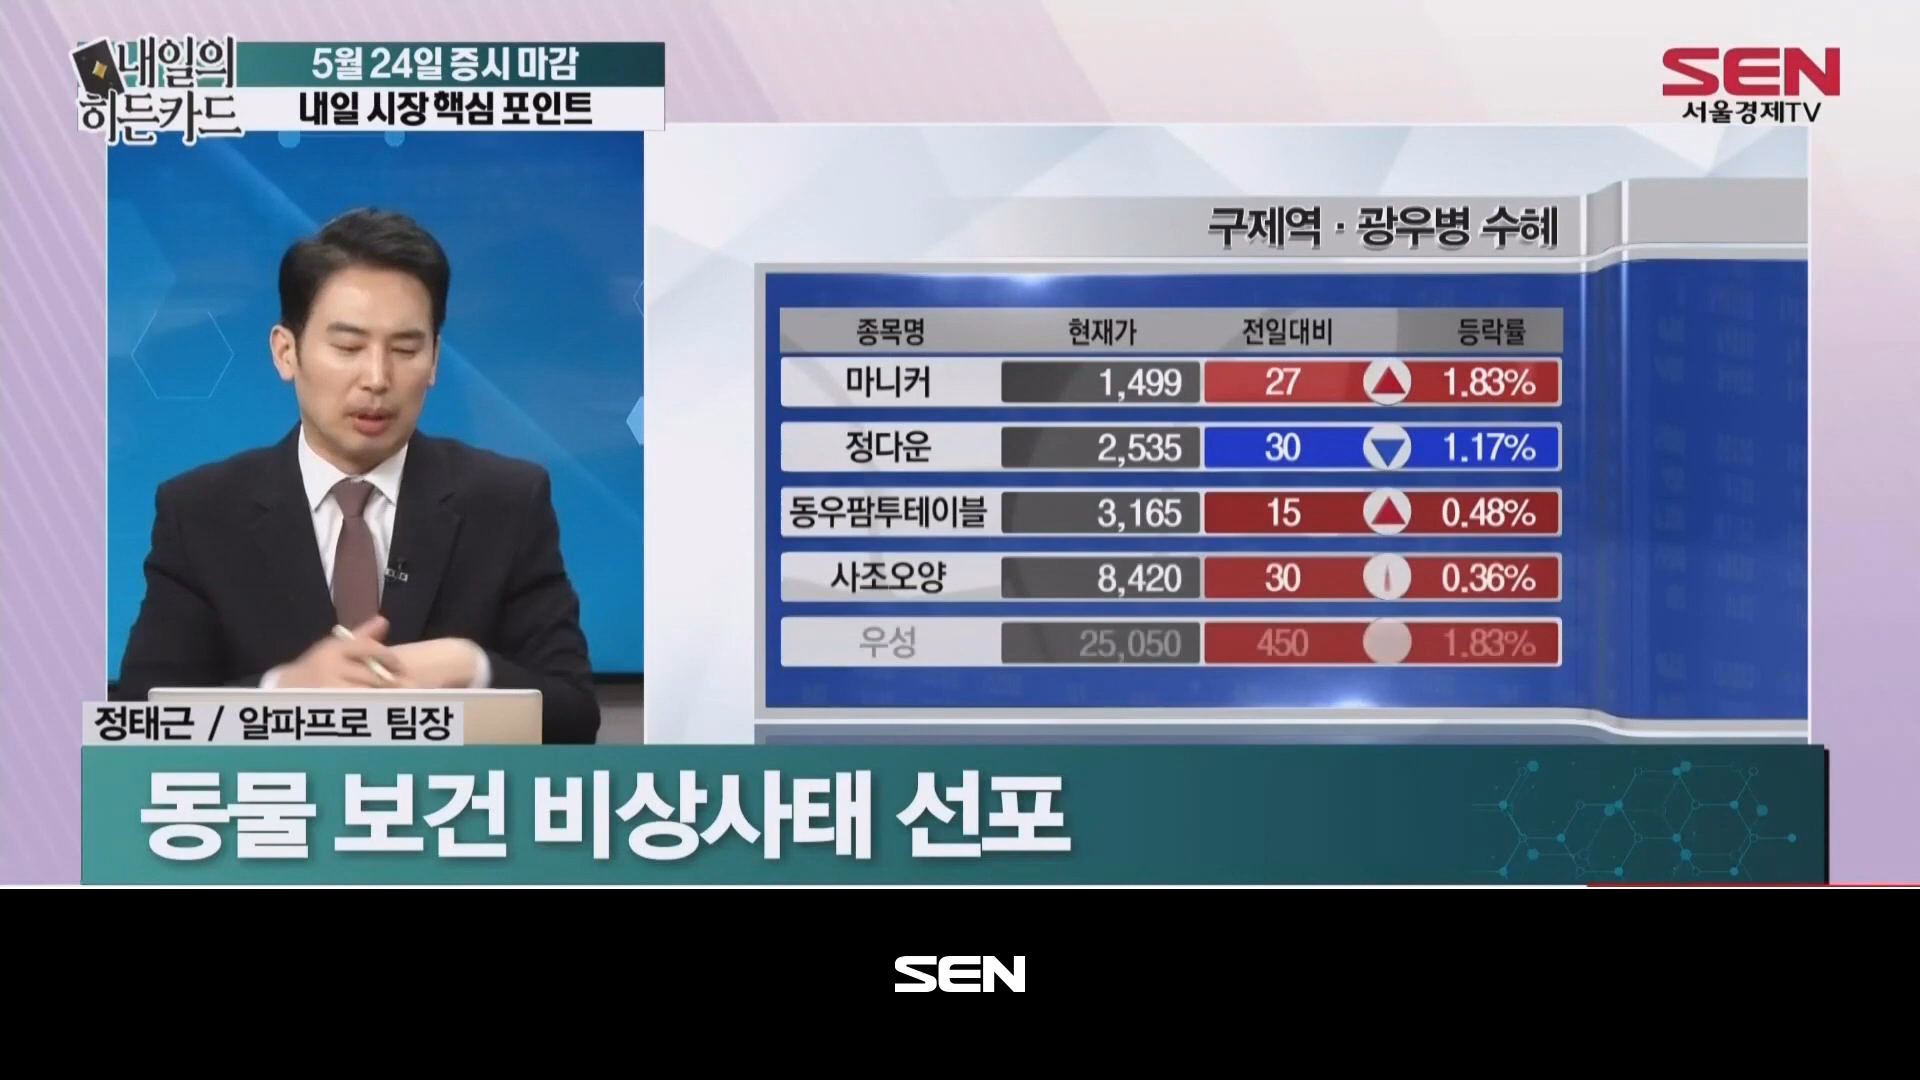 내일의
히든카드
5월 24일 증시 마감
내일 시장 핵심 포인트
SEN
서울경제TV
구제역 · 광우병 수혜
종목명 현재가 전일대비 등락률
마니커 1,499 27 1.83%
정다운 2,535 30 1.17%
동우팜투테이블 3,165 15 0.48%
사조오양 8,420 30 0.36%
우성 25,050 450 1.83%
정태근 / 알파프로 팀장
동물 보건 비상사태 선포
SEN